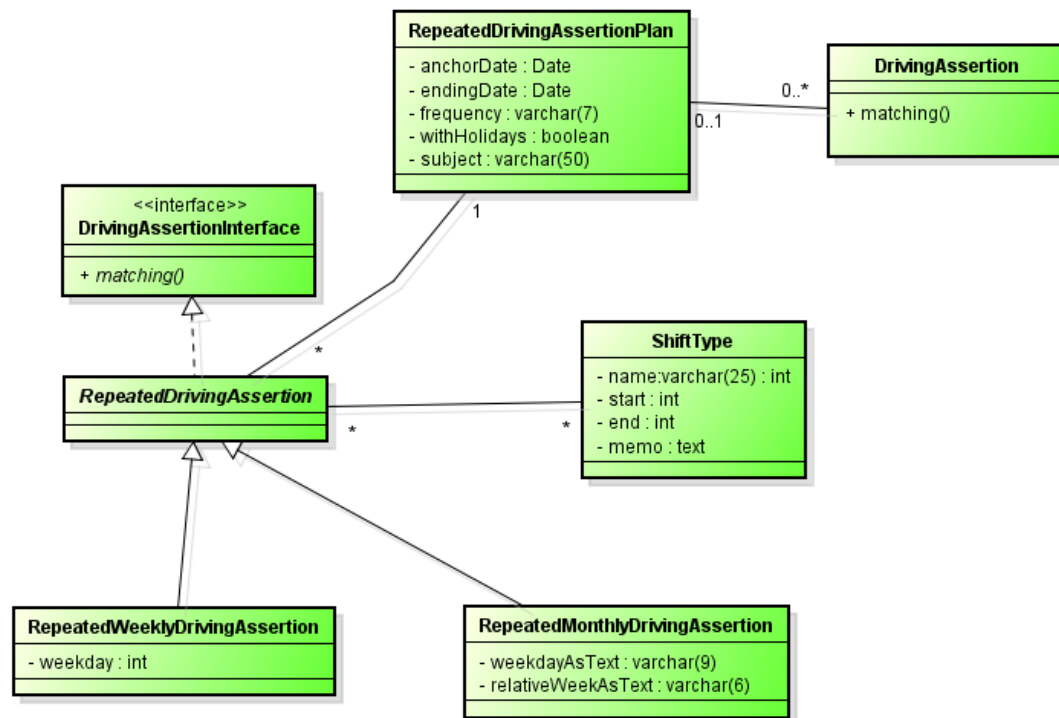 RepeatedDrivingAssertionPlan
- anchorDate : Date
- endingDate : Date
- frequency : varchar(7)
- withHolidays : boolean
- subject : varchar(50)
DrivingAssertion
+ matching()
0..*
0..1
1
*
<<interface>>
DrivingAssertionInterface
+ matching()
RepeatedDrivingAssertion
*
*
ShiftType
- name:varchar(25) : int
- start : int
- end : int
- memo : text
RepeatedWeeklyDrivingAssertion
- weekday : int
RepeatedMonthlyDrivingAssertion
- weekdayAsText : varchar(9)
- relativeWeekAsText : varchar(6)